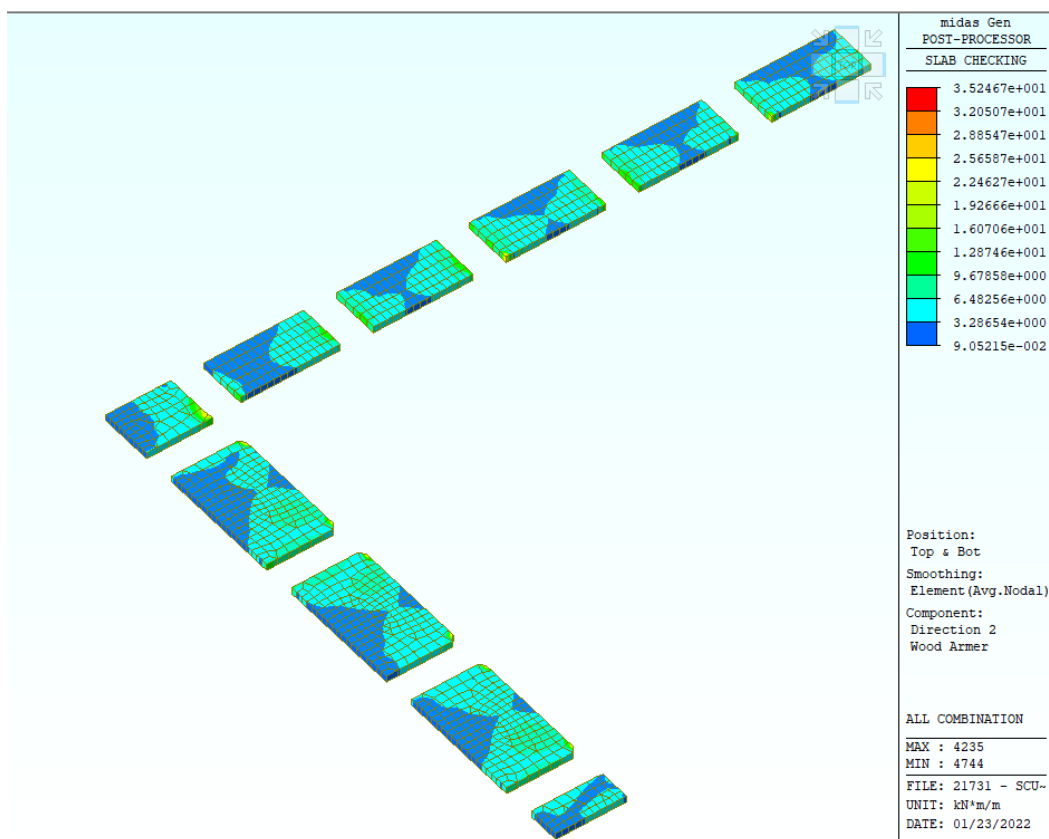 midas Gen
POST-PROCESSOR
SLAB CHECKING
3.52467e+001
3.20507e+001
2.88547e+001
2.56587e+001
2.24627e+001
1.92666e+001
1.60706e+001
1.28746e+001
9.67858e+000
6.48256e+000
3.28654e+000
9.05215e-002
Position:
Top & Bot
Smoothing:
Element(Avg.Nodal)
Component:
Direction 2
Wood Armer
ALL COMBINATION
MAX : 4235
MIN : 4744
FILE: 21731 - SCU~
UNIT: kN*m/m
DATE: 01/23/2022